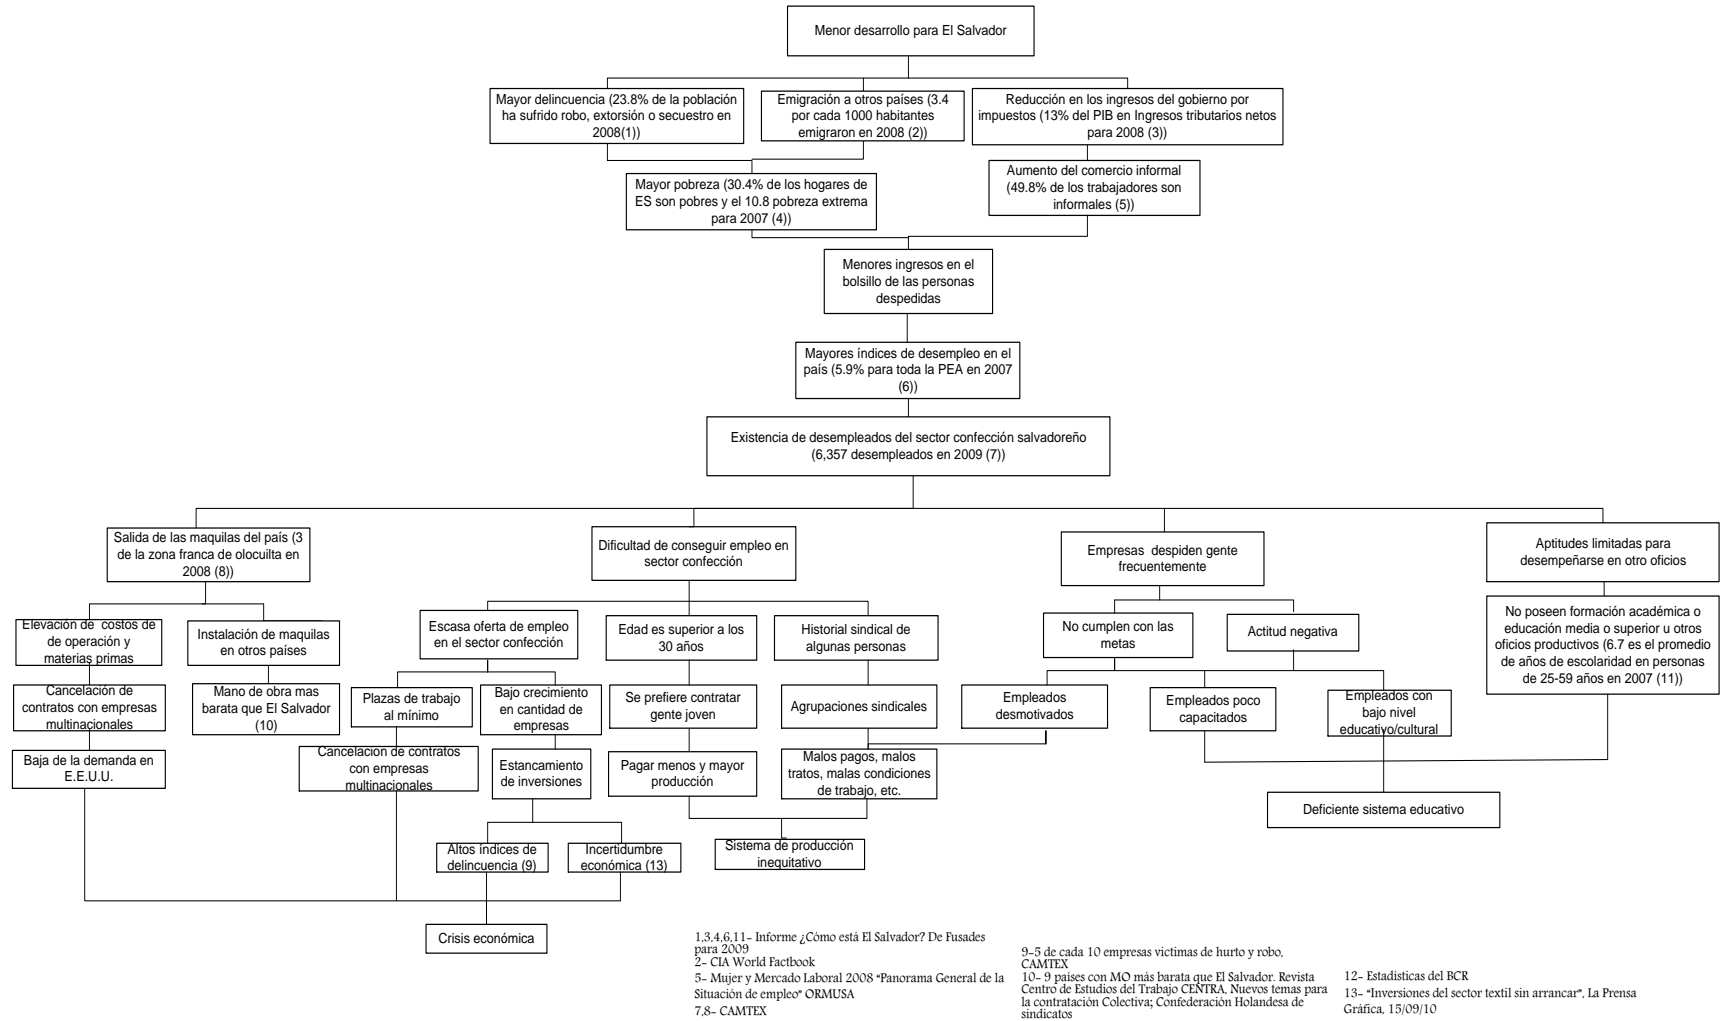 Menor desarrollo para El Salvador
Mayor delincuencia (23.8% de la población
ha sufrido robo, extorsión o secuestro en
2008(1))
Emigración a otros países (3.4
por cada 1000 habitantes
emigraron en 2008 (2))
Reducción en los ingresos del gobierno por
impuestos (13% del PIB en Ingresos tributarios netos
para 2008 (3))
Mayor pobreza (30.4% de los hogares de
ES son pobres y el 10.8 pobreza extrema
para 2007 (4))
Aumento del comercio informal
(49.8% de los trabajadores son
informales (5))
Menores ingresos en el
bolsillo de las personas
despedidas
Mayores índices de desempleo en el
país (5.9% para toda la PEA en 2007
(6))
Existencia de desempleados del sector confección salvadoreño
(6,357 desempleados en 2009 (7))
Salida de las maquilas del país (3
de la zona franca de olocuilta en
2008 (8))
Dificultad de conseguir empleo en
sector confección
Empresas despiden gente
frecuentemente
Aptitudes limitadas para
desempeñarse en otro oficios
Elevación de costos de
de operación y
materias primas
Instalación de maquilas
en otros países
Escasa oferta de empleo
en el sector confección
Edad es superior a los
30 años
Historial sindical de
algunas personas
No cumplen con las
metas
Actitud negativa
No poseen formación académica o
educación media o superior u otros
oficios productivos (6.7 es el promedio
de años de escolaridad en personas
de 25-59 años en 2007 (11))
Cancelación de
contratos con empresas
multinacionales
Mano de obra mas
barata que El Salvador
(10)
Plazas de trabajo
al mínimo
Bajo crecimiento
en cantidad de
empresas
Se prefiere contratar
gente joven
Agrupaciones sindicales
Empleados
desmotivados
Empleados poco
capacitados
Empleados con
bajo nivel
educativo/cultural
Baja de la demanda en
E.E.U.U.
Cancelación de contratos
con empresas
multinacionales
Estancamiento
de inversiones
Pagar menos y mayor
producción
Malos pagos, malos
tratos, malas condiciones
de trabajo, etc.
Deficiente sistema educativo
Altos índices de
delincuencia (9)
Incertidumbre
económica (13)
Sistema de producción
inequitativo
Crisis económica
1,3,4,6,11- Informe ¿Cómo está El Salvador? De Fusades
para 2009
2- CIA World Factbook
5- Mujer y Mercado Laboral 2008 "Panorama General de la
Situación de empleo" ORMUSA
7,8- CAMTEX
9-5 de cada 10 empresas victimas de hurto y robo,
CAMTEX
10- 9 países con MO más barata que El Salvador. Revista
Centro de Estudios del Trabajo CENTRA, Nuevos temas para
la contratación Colectiva; Confederación Holandesa de
sindicatos
12- Estadísticas del BCR
13- "Inversiones del sector textil sin arrancar", La Prensa
Gráfica, 15/09/10